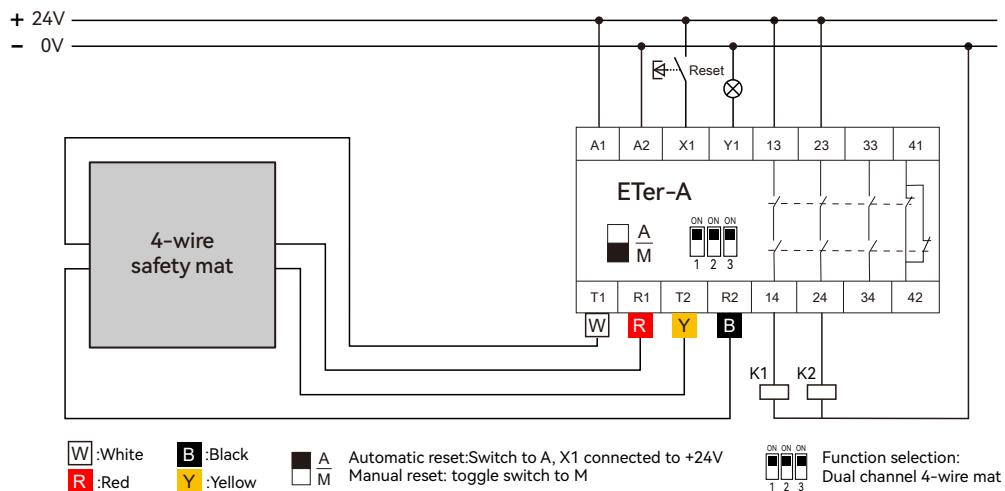 + 24V
− 0V
Reset
A1 A2 X1 Y1 13 23 33 41
ETer-A
A
M
ON ON ON
1 2 3
4-wire
safety mat
T1 R1 T2 R2 14 24 34 42
W R Y B
K1 K2
W :White B :Black
R :Red Y :Yellow
A
M
Automatic reset:Switch to A, X1 connected to +24V
Manual reset: toggle switch to M
ON ON ON
1 2 3
Function selection:
Dual channel 4-wire mat